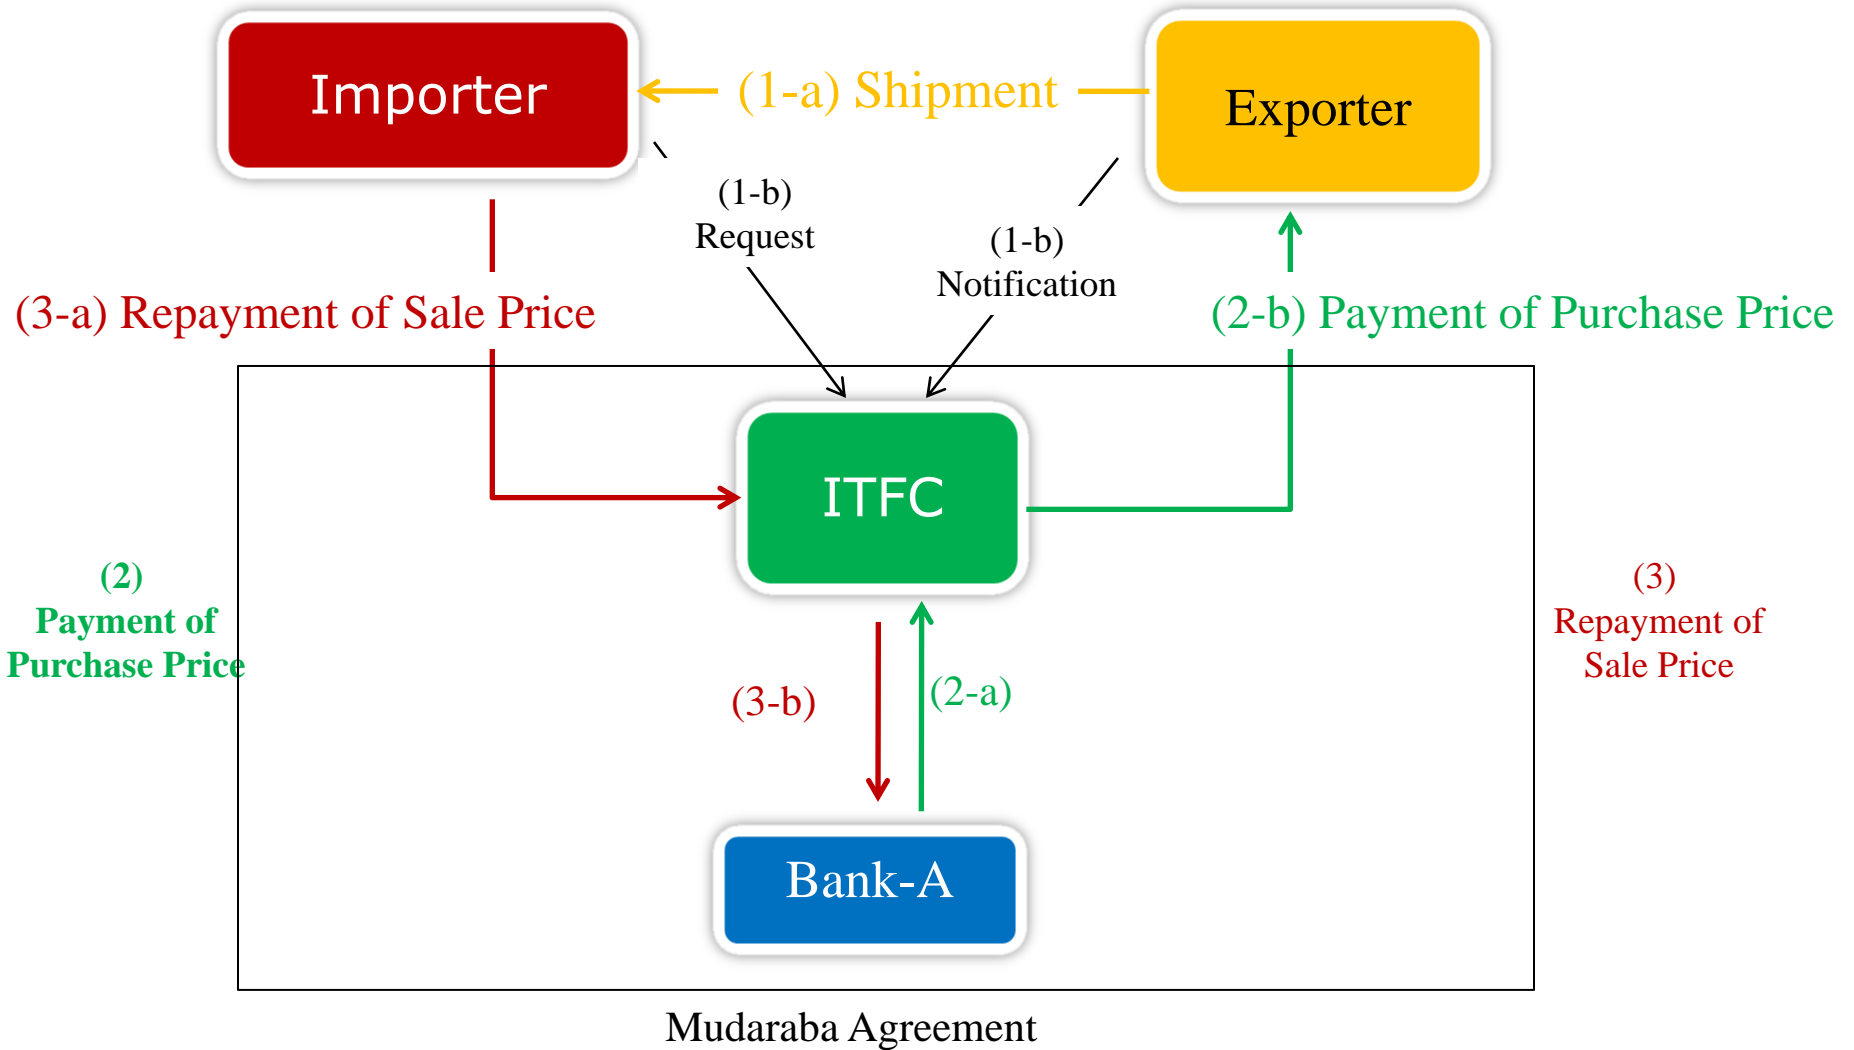 Importer
(1-a) Shipment
Exporter
(1-b)
Request
(1-b)
Notification
(3-a) Repayment of Sale Price
(2-b) Payment of Purchase Price
ITFC
(2)
Payment of
Purchase Price
(3)
Repayment of
Sale Price
(3-b)
(2-a)
Bank-A
Mudaraba Agreement